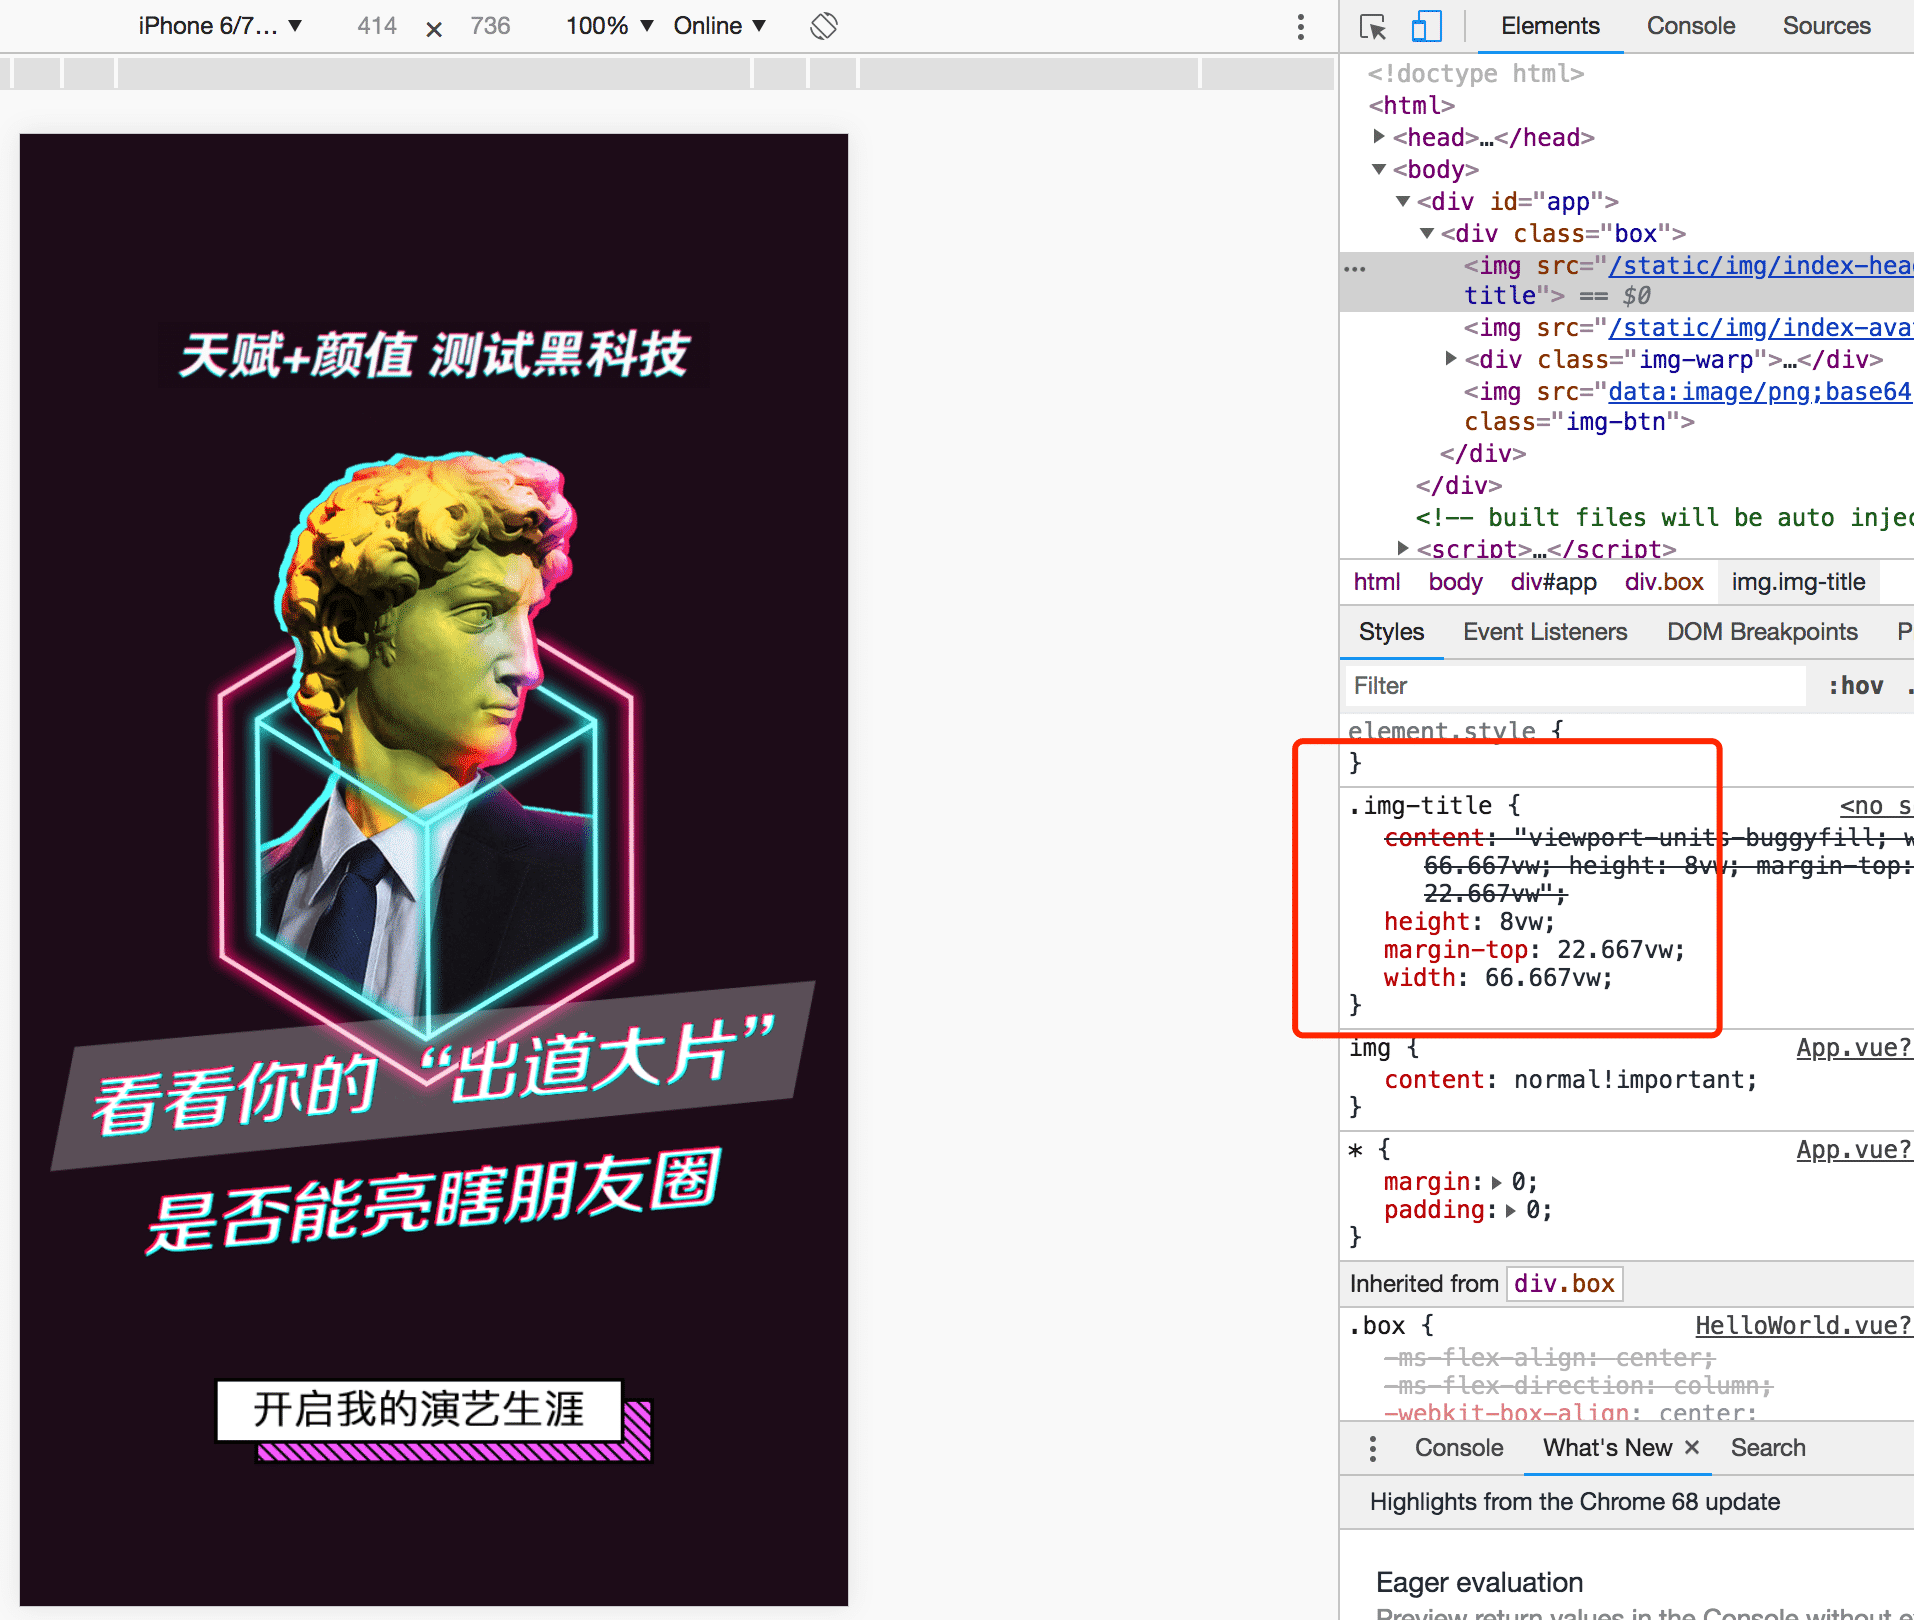 iPhone 6/7… ▼ 414 × 736 100% ▼ Online ▼
天赋+颜值 测试黑科技
看看你的 “出道大片”
是否能亮瞎朋友圈
开启我的演艺生涯
Elements Console Sources
<!doctype html>
<html>
<head>…</head>
<body>
<div id="app">
<div class="box">
<img src="/static/img/index-hea
title"> == $0
<img src="/static/img/index-ava
<div class="img-warp">…</div>
<img src="data:image/png;base64
class="img-btn">
</div>
</div>
<!-- built files will be auto injec
<script>…</script>
html body div#app div.box img.img-title
Styles Event Listeners DOM Breakpoints P
Filter :hov .
element.style {
}
.img-title { <no s
content: "viewport-units-buggyfill; w
66.667vw; height: 8vw; margin-top:
22.667vw";
height: 8vw;
margin-top: 22.667vw;
width: 66.667vw;
}
img { App.vue?
content: normal!important;
}
* { App.vue?
margin: 0;
padding: 0;
}
Inherited from div.box
.box { HelloWorld.vue?
-ms-flex-align: center;
-ms-flex-direction: column;
-webkit-box-align: center;
Console What's New × Search
Highlights from the Chrome 68 update
Eager evaluation
Preview return values in the Console without e